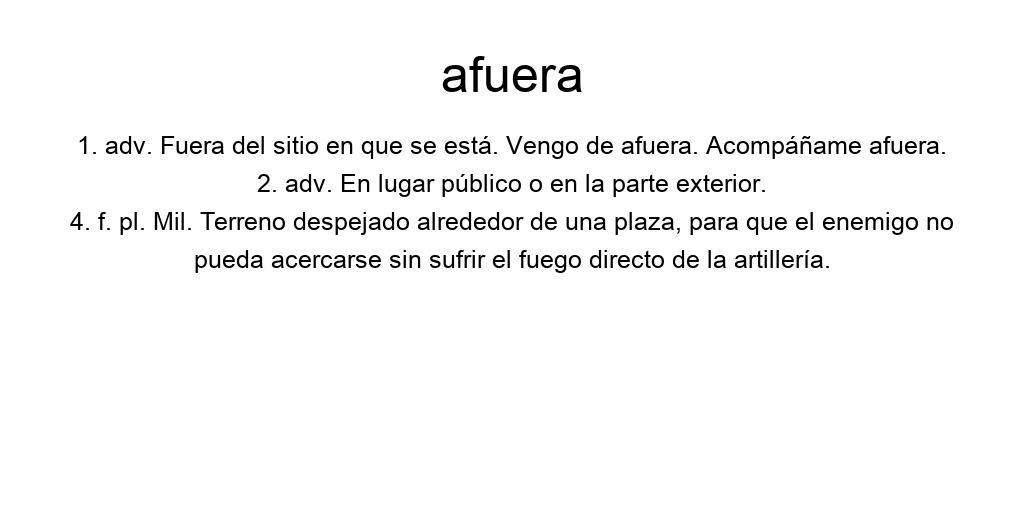 afuera
1. adv. Fuera del sitio en que se está. Vengo de afuera. Acompáñame afuera.
2. adv. En lugar público o en la parte exterior.
4. f. pl. Mil. Terreno despejado alrededor de una plaza, para que el enemigo no
pueda acercarse sin sufrir el fuego directo de la artillería.